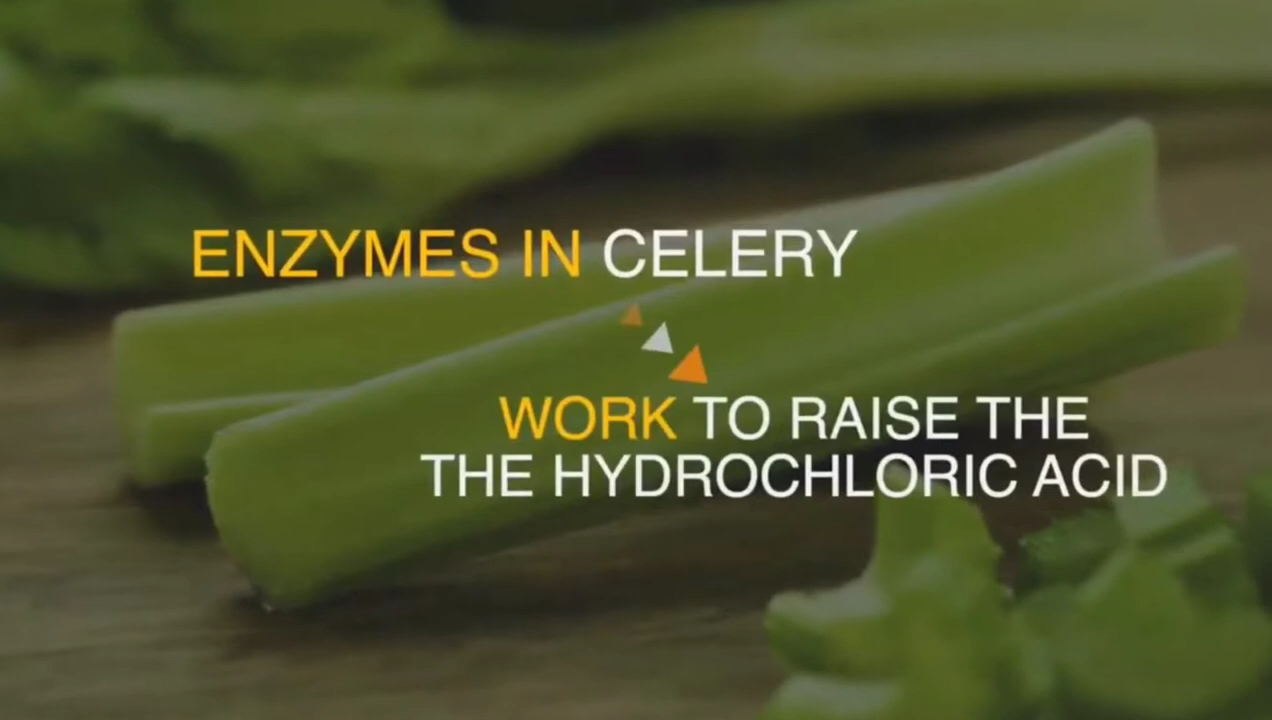 ENZYMES IN CELERY
WORK TO RAISE THE
THE HYDROCHLORIC ACID